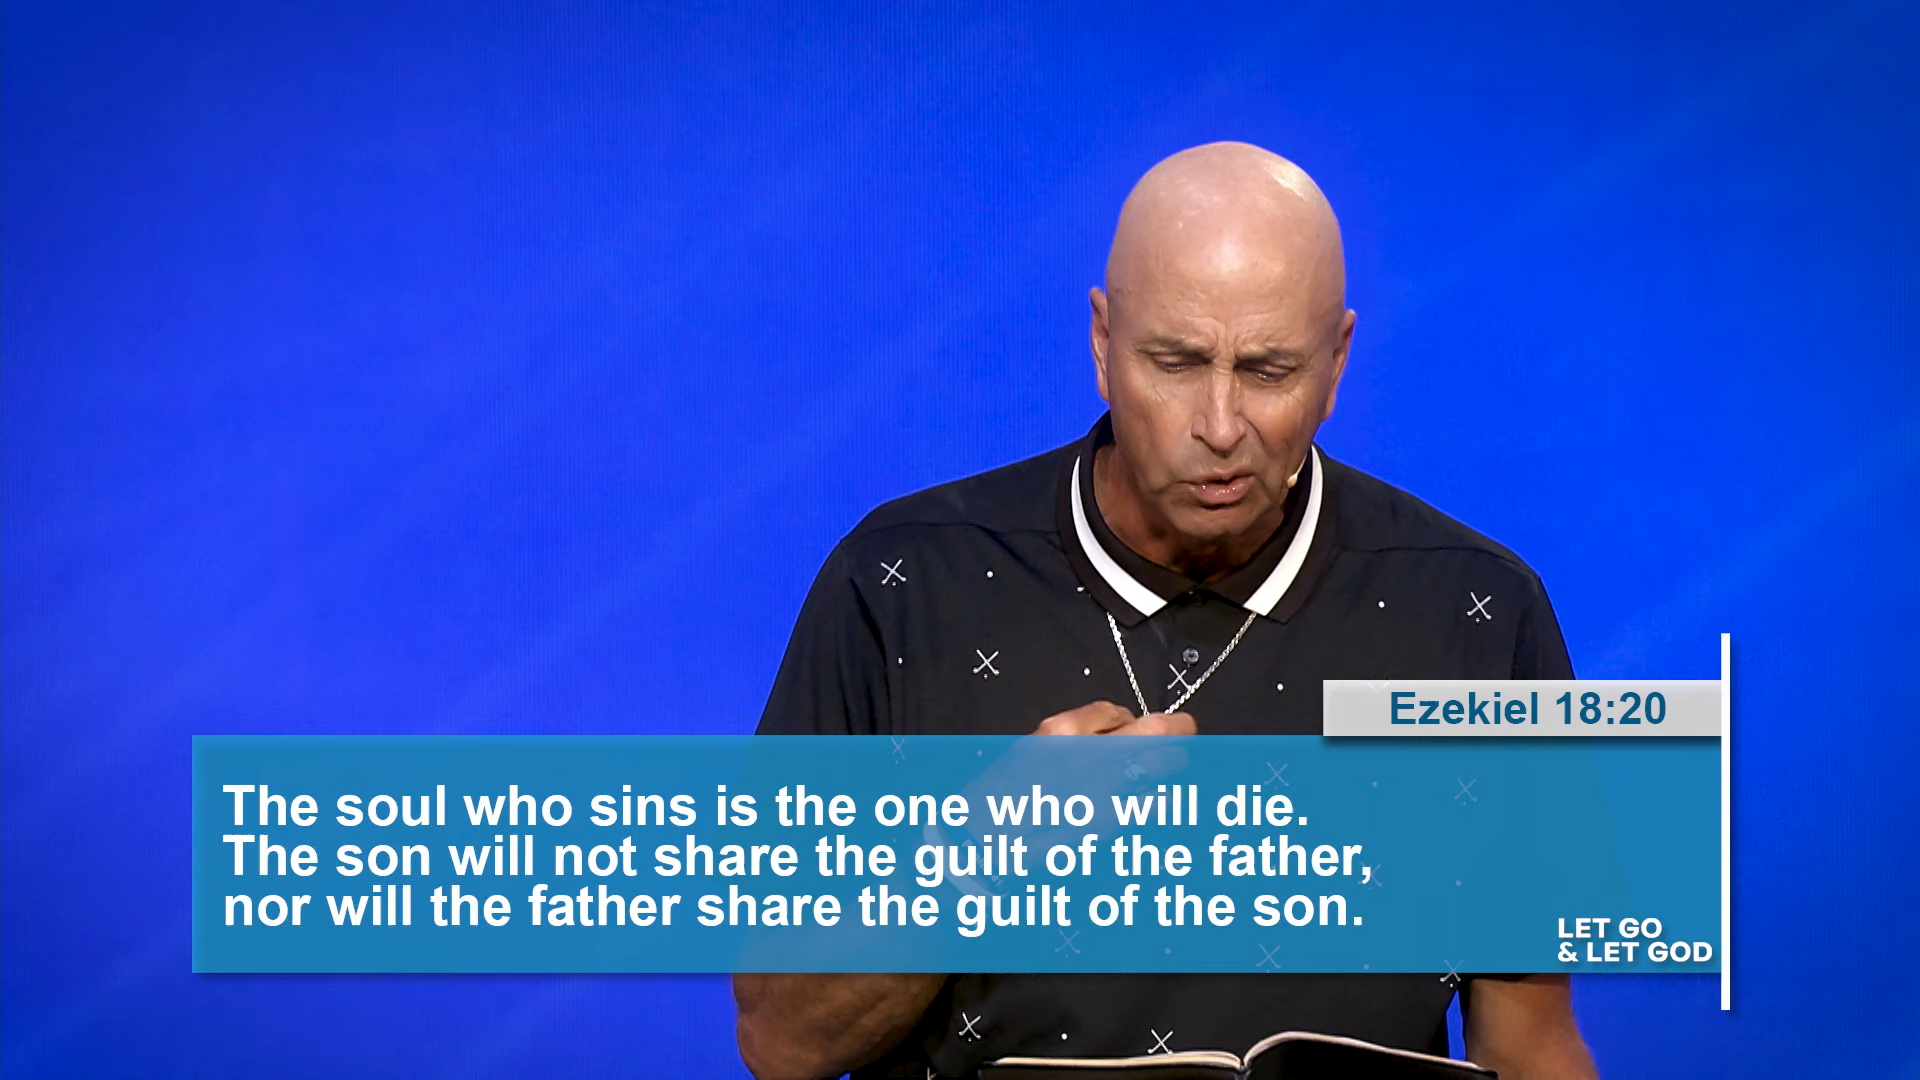 Ezekiel 18:20
The soul who sins is the one who will die.
The son will not share the guilt of the father,
nor will the father share the guilt of the son.
LET GO
& LET GOD